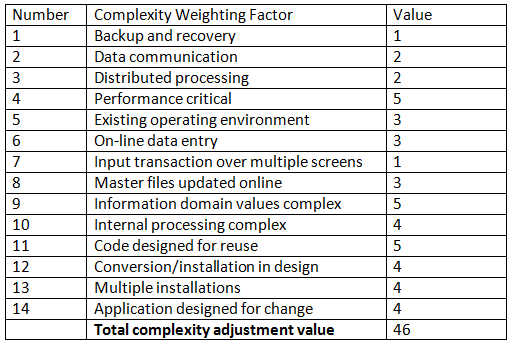 Number Complexity Weighting Factor Value
1 Backup and recovery 1
2 Data communication 2
3 Distributed processing 2
4 Performance critical 5
5 Existing operating environment 3
6 On-line data entry 3
7 Input transaction over multiple screens 1
8 Master files updated online 3
9 Information domain values complex 5
10 Internal processing complex 4
11 Code designed for reuse 5
12 Conversion/installation in design 4
13 Multiple installations 4
14 Application designed for change 4
Total complexity adjustment value 46